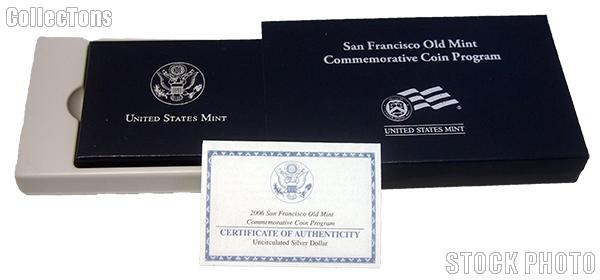 COLLECTONS
San Francisco Old Mint
Commemorative Coin Program
UNITED STATES MINT
UNITED STATES MINT
2006 San Francisco Old Mint
Commemorative Coin Program
CERTIFICATE OF AUTHENTICITY
Uncirculated Silver Dollar
STOCK PHOTO